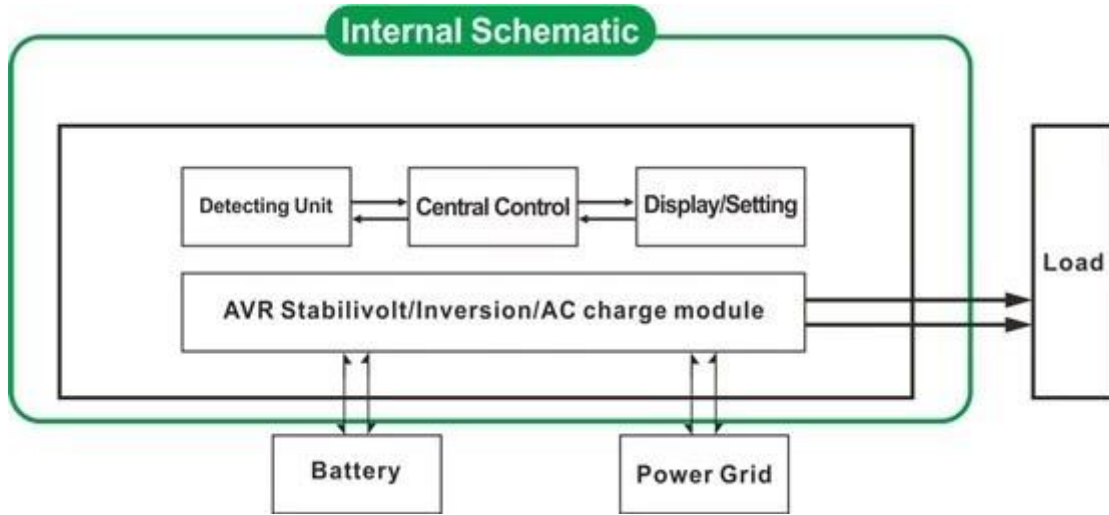 Internal Schematic
Detecting Unit
Central Control
Display/Setting
Load
AVR Stabilivolt/Inversion/AC charge module
Battery
Power Grid